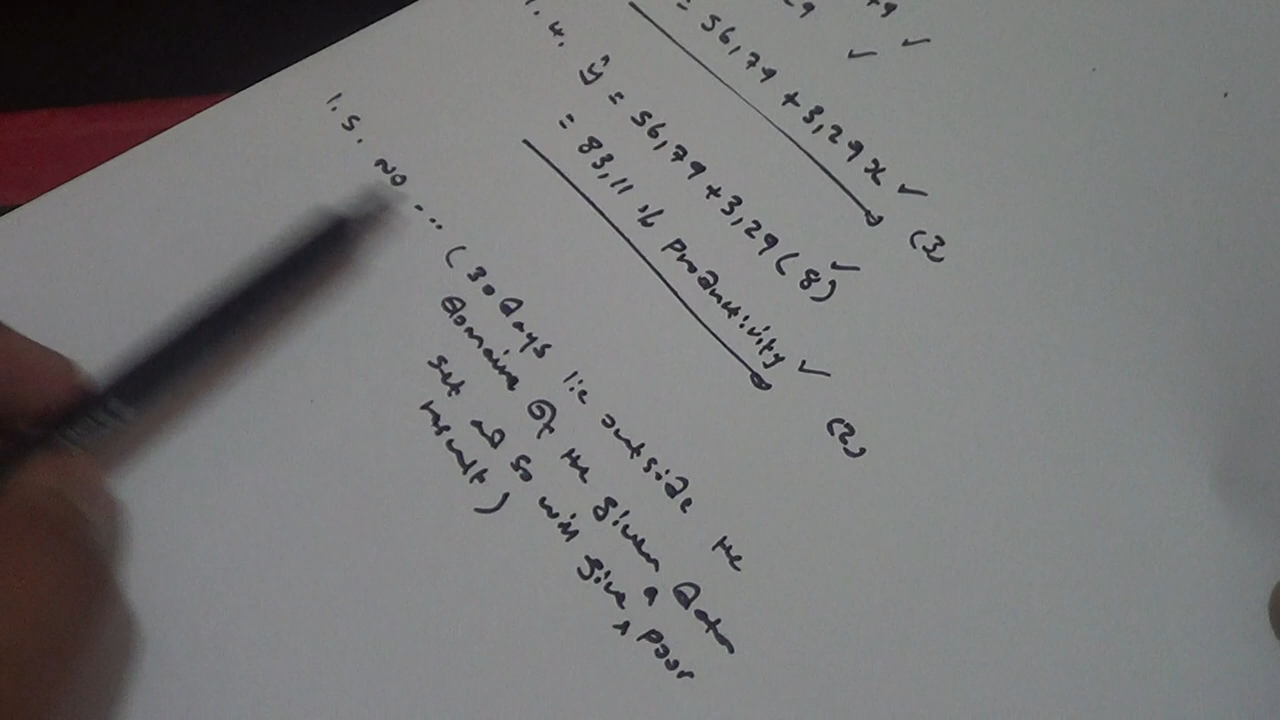 = 56,79 + 3,29x ✓ (3)
1.4. ŷ = 56,79 + 3,29(8) ✓
= 83,11 % productivity ✓ (2)
1.5. No ... (30 days lie outside the
domain of the given data
set and so will give a poor
result)